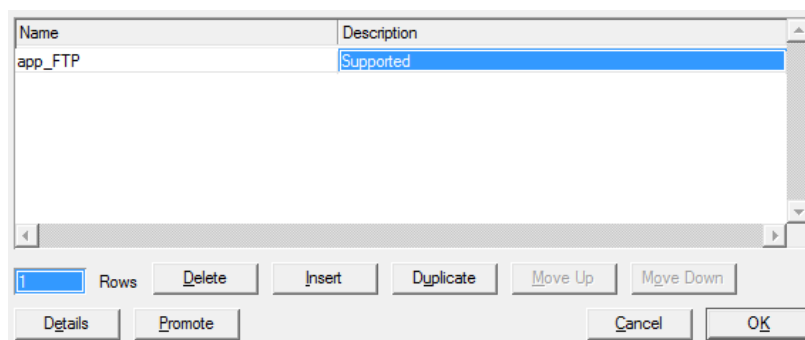 Name Description
app_FTP Supported
1 Rows Delete Insert Duplicate Move Up Move Down
Details Promote Cancel OK